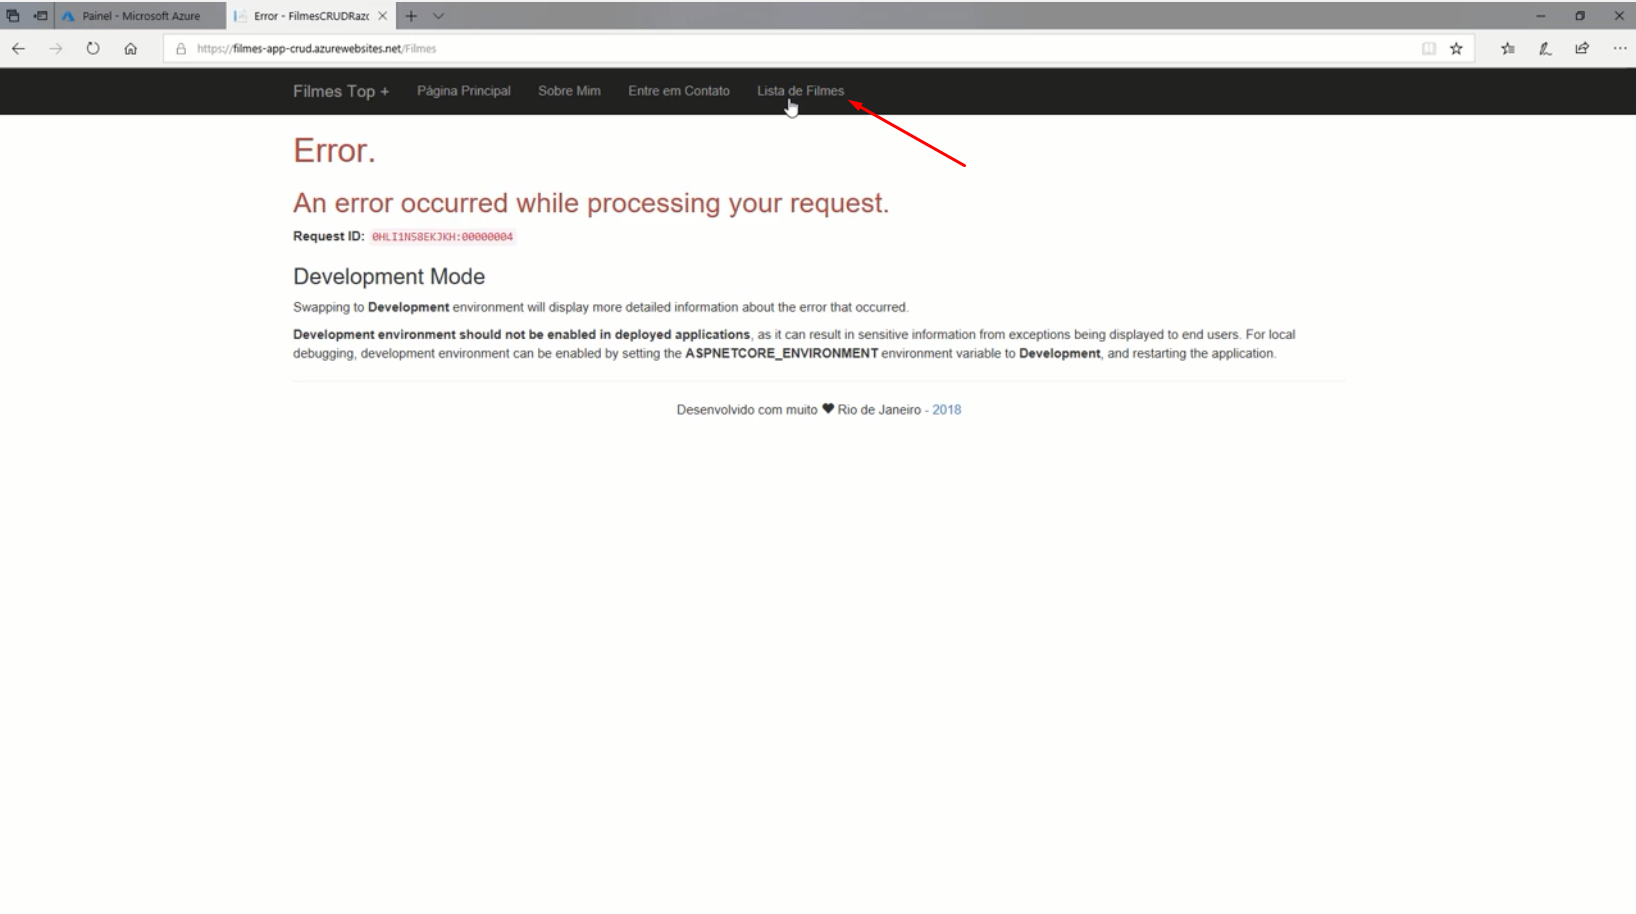 Painel - Microsoft Azure
Error - FilmesCRUDRazo
https://filmes-app-crud.azurewebsites.net/Filmes
Filmes Top + Página Principal Sobre Mim Entre em Contato Lista de Filmes
Error.
An error occurred while processing your request.
Request ID: 0HLI1NS8EKJKH:00000004
Development Mode
Swapping to Development environment will display more detailed information about the error that occurred.
Development environment should not be enabled in deployed applications, as it can result in sensitive information from exceptions being displayed to end users. For local
debugging, development environment can be enabled by setting the ASPNETCORE_ENVIRONMENT environment variable to Development, and restarting the application.
Desenvolvido com muito ♥ Rio de Janeiro - 2018